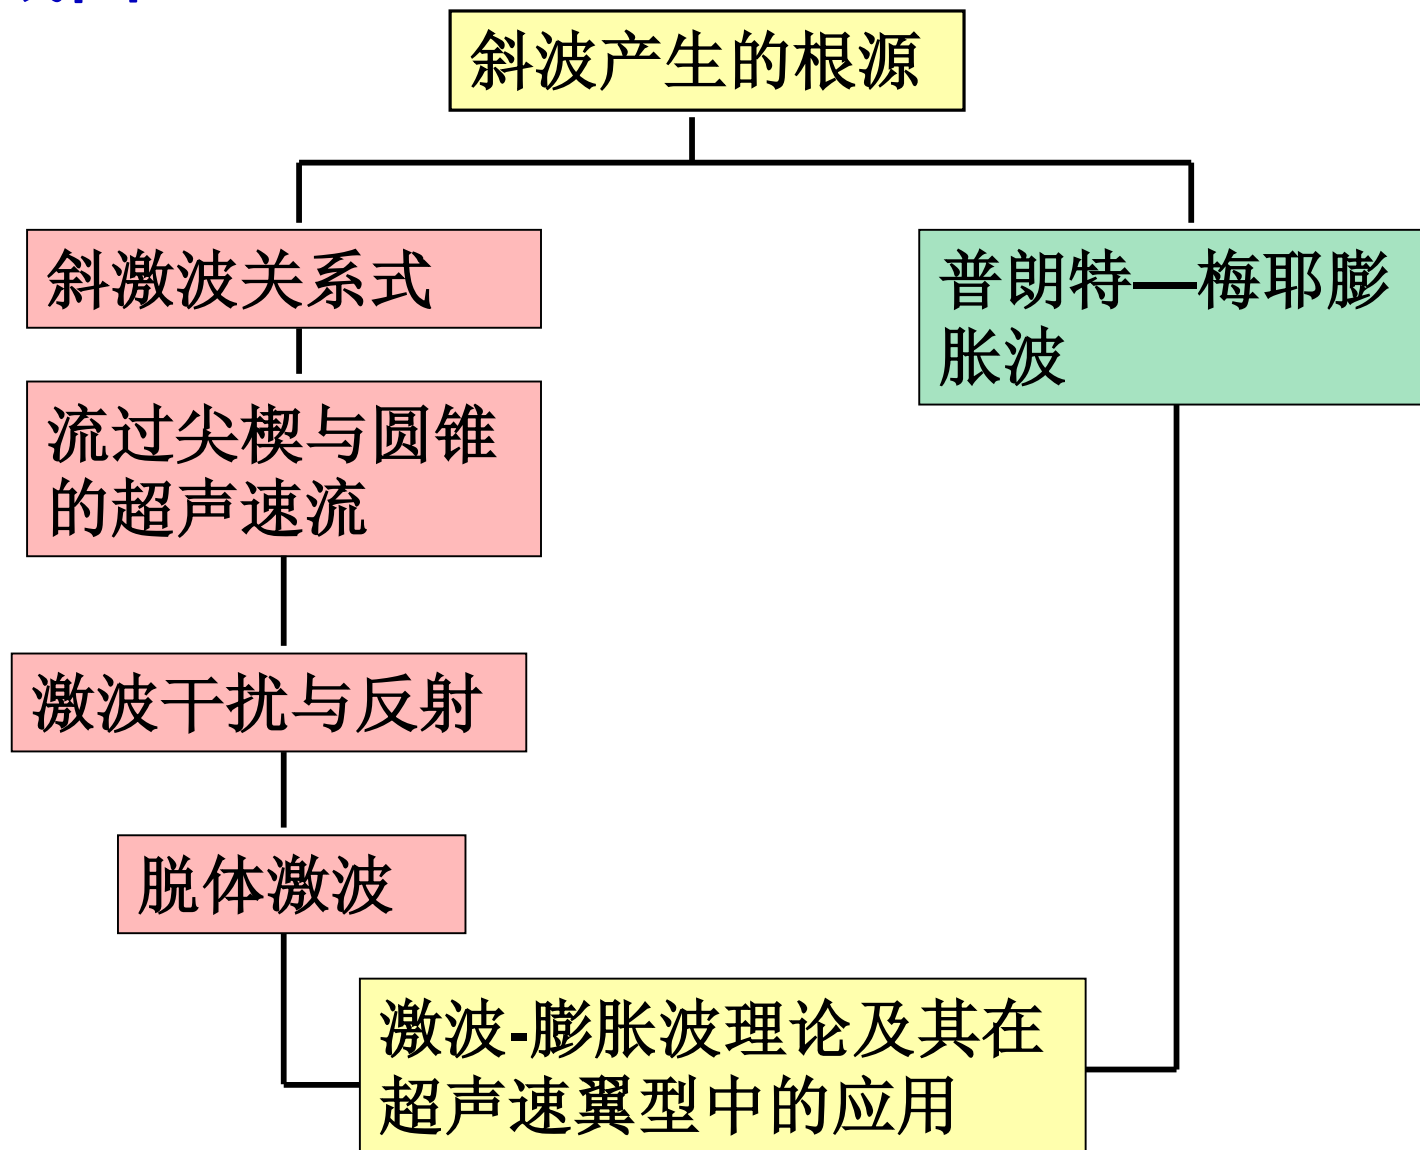 斜波产生的根源
斜激波关系式
普朗特—梅耶膨
胀波
流过尖楔与圆锥
的超声速流
激波干扰与反射
脱体激波
激波-膨胀波理论及其在
超声速翼型中的应用